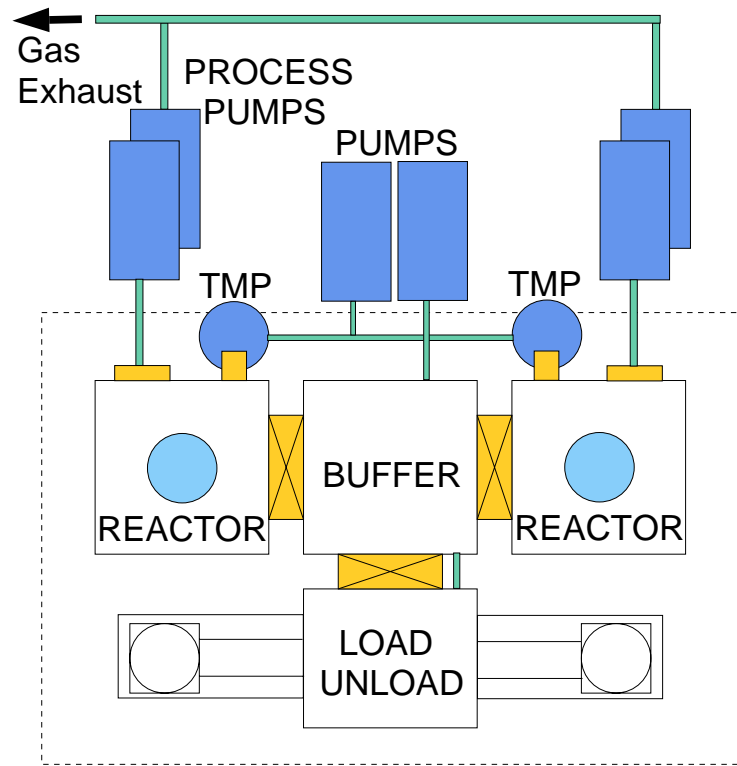 Gas
Exhaust
PROCESS
PUMPS
PUMPS
TMP
TMP
BUFFER
REACTOR
REACTOR
LOAD
UNLOAD